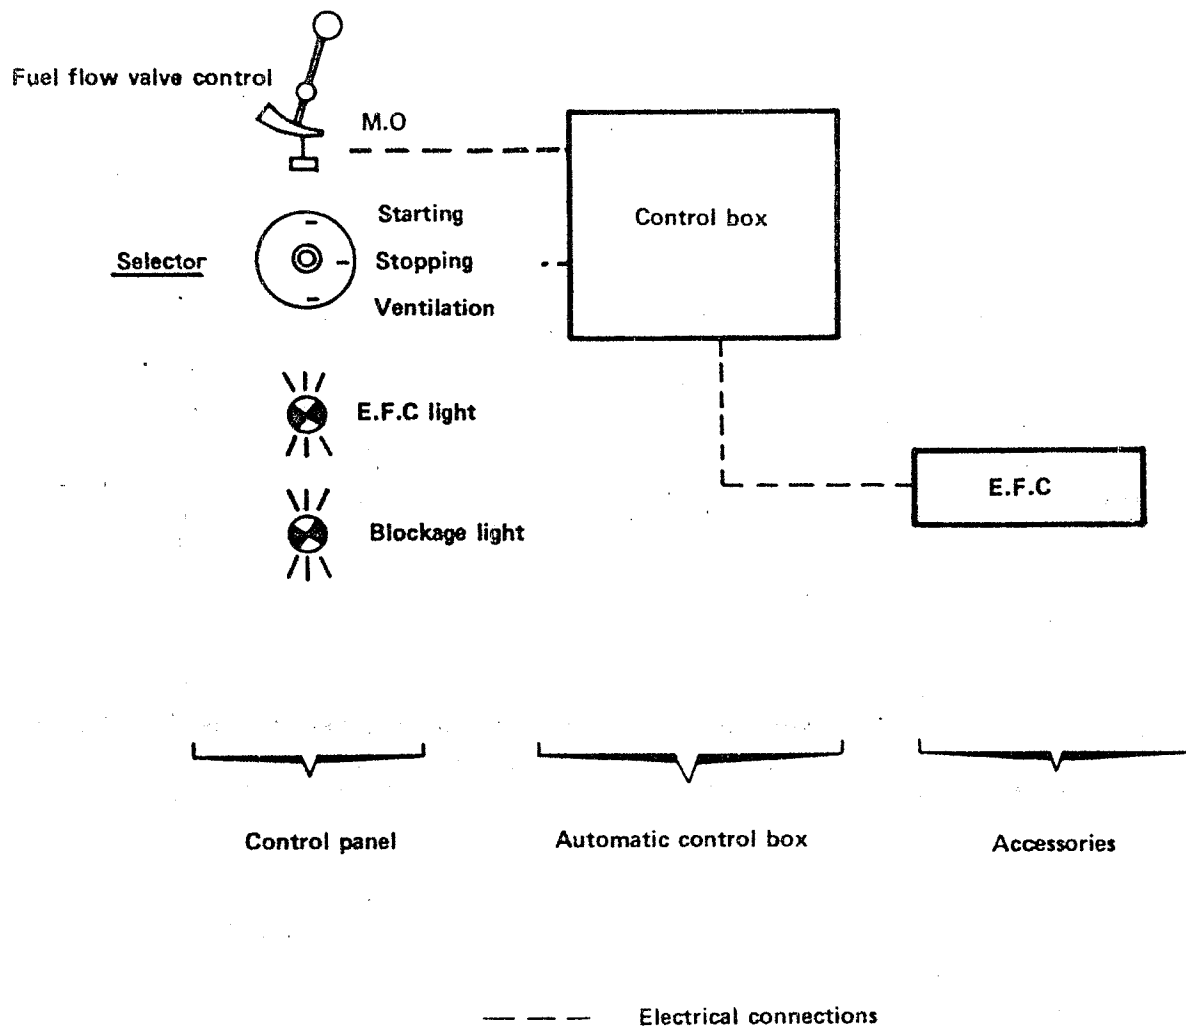 Fuel flow valve control
M.O
Control box
Starting
Selector
Stopping
Ventilation
E.F.C light
E.F.C
Blockage light
Control panel
Automatic control box
Accessories
Electrical connections